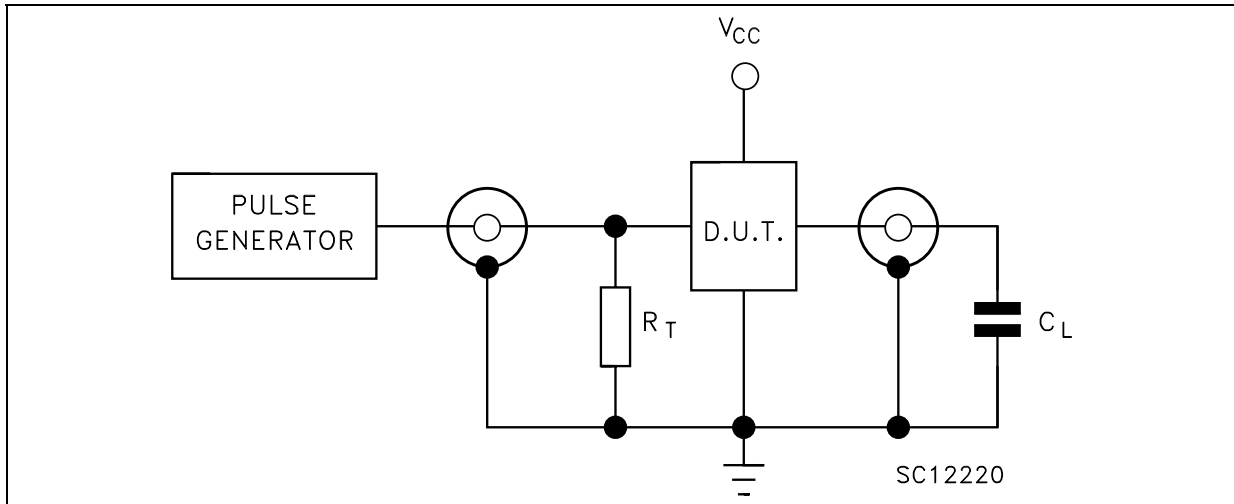 VCC
PULSE
GENERATOR
D.U.T.
RT
CL
SC12220